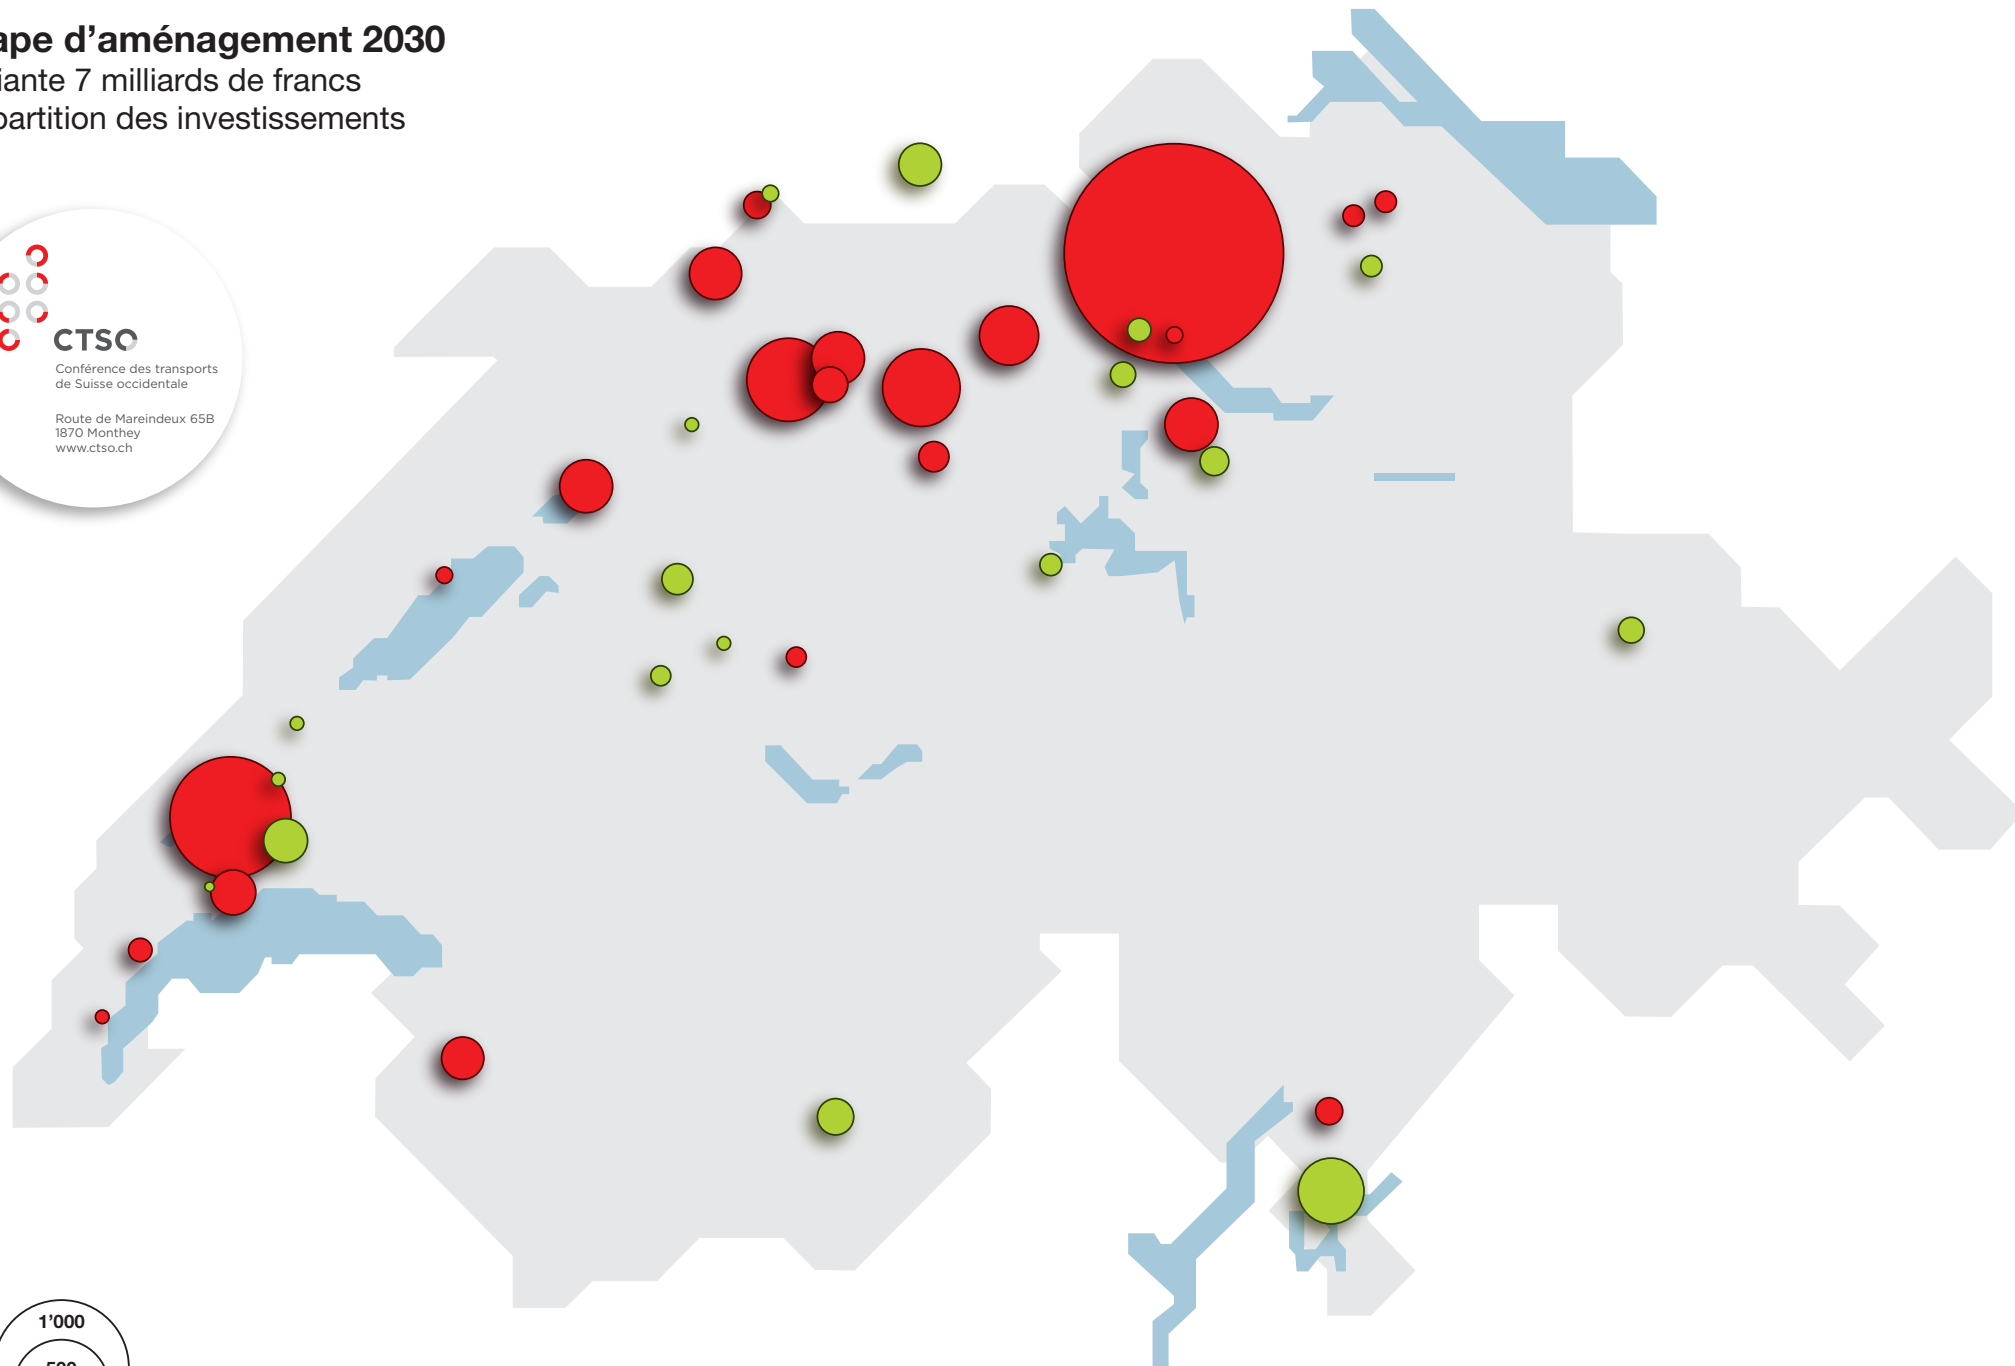 ape d’aménagement 2030
iante 7 milliards de francs
partition des investissements
CTSO
Conférence des transports
de Suisse occidentale
Route de Mareindeux 65B
1870 Monthey
www.ctso.ch
1’000
500